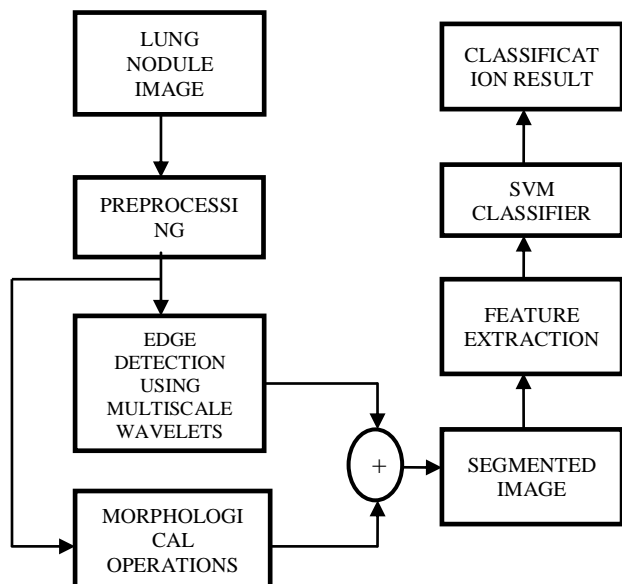 LUNG
NODULE
IMAGE
PREPROCESSI
NG
EDGE
DETECTION
USING
MULTISCALE
WAVELETS
MORPHOLOGI
CAL
OPERATIONS
+
SEGMENTED
IMAGE
FEATURE
EXTRACTION
SVM
CLASSIFIER
CLASSIFICAT
ION RESULT